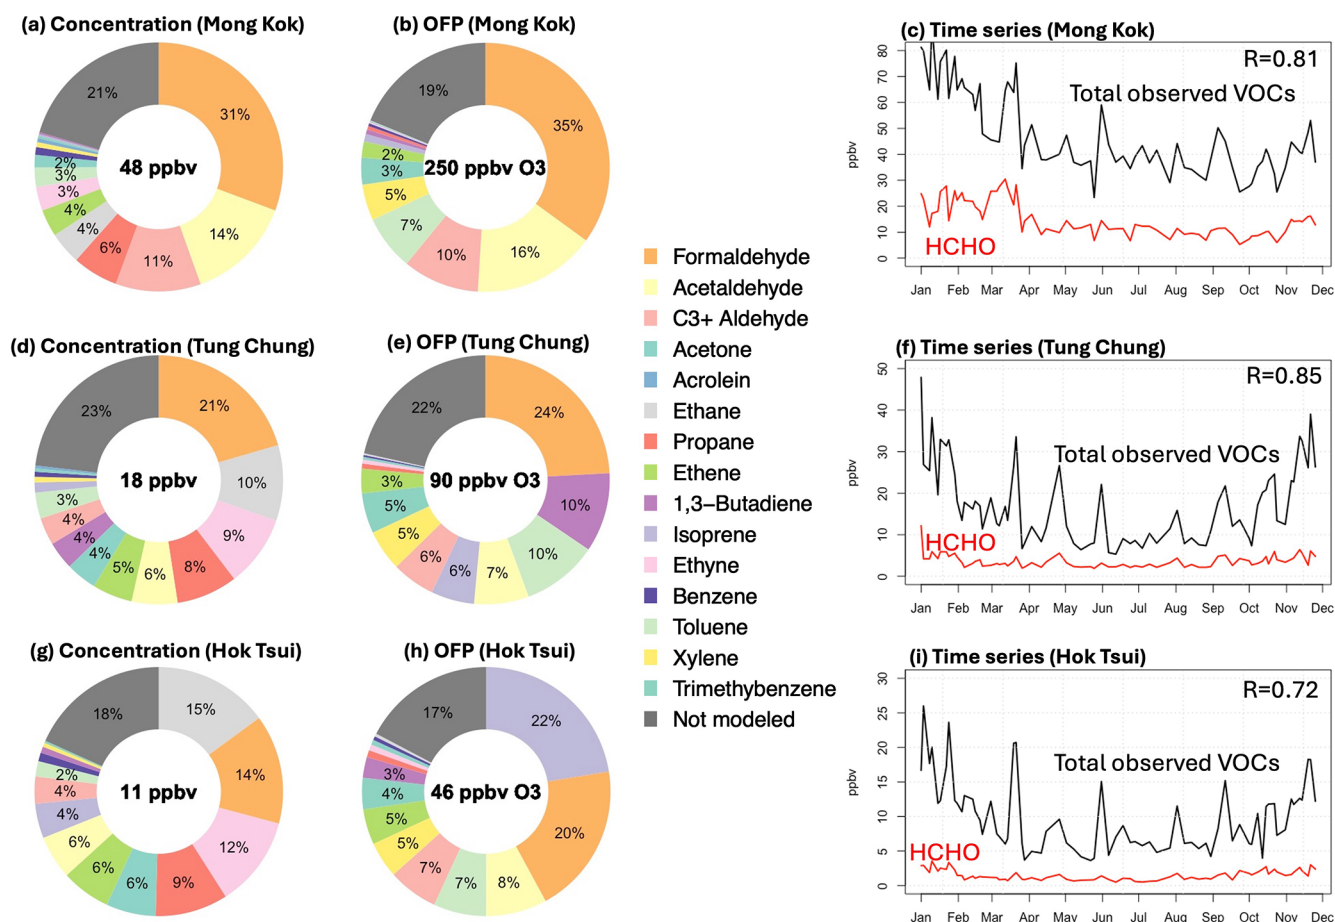 (a) Concentration (Mong Kok)
31%
14%
11%
6%
4%
4%
3%
3%
2%
21%
48 ppbv
(b) OFP (Mong Kok)
35%
16%
10%
7%
5%
3%
2%
19%
250 ppbv O3
(c) Time series (Mong Kok)
R=0.81
Total observed VOCs
HCHO
ppbv
80
70
60
50
40
30
20
10
0
Jan Feb Mar Apr May Jun Jul Aug Sep Oct Nov Dec
(d) Concentration (Tung Chung)
21%
10%
9%
8%
6%
5%
4%
4%
4%
3%
23%
18 ppbv
(e) OFP (Tung Chung)
24%
10%
10%
7%
6%
6%
5%
5%
3%
22%
90 ppbv O3
Formaldehyde
Acetaldehyde
C3+ Aldehyde
Acetone
Acrolein
Ethane
Propane
Ethene
1,3−Butadiene
Isoprene
Ethyne
Benzene
Toluene
Xylene
Trimethybenzene
Not modeled
(f) Time series (Tung Chung)
R=0.85
Total observed VOCs
HCHO
ppbv
50
40
30
20
10
0
Jan Feb Mar Apr May Jun Jul Aug Sep Oct Nov Dec
(g) Concentration (Hok Tsui)
15%
14%
12%
9%
6%
6%
6%
4%
4%
2%
18%
11 ppbv
(h) OFP (Hok Tsui)
22%
20%
8%
7%
7%
5%
5%
4%
3%
17%
46 ppbv O3
(i) Time series (Hok Tsui)
R=0.72
Total observed VOCs
HCHO
ppbv
30
25
20
15
10
5
0
Jan Feb Mar Apr May Jun Jul Aug Sep Oct Nov Dec